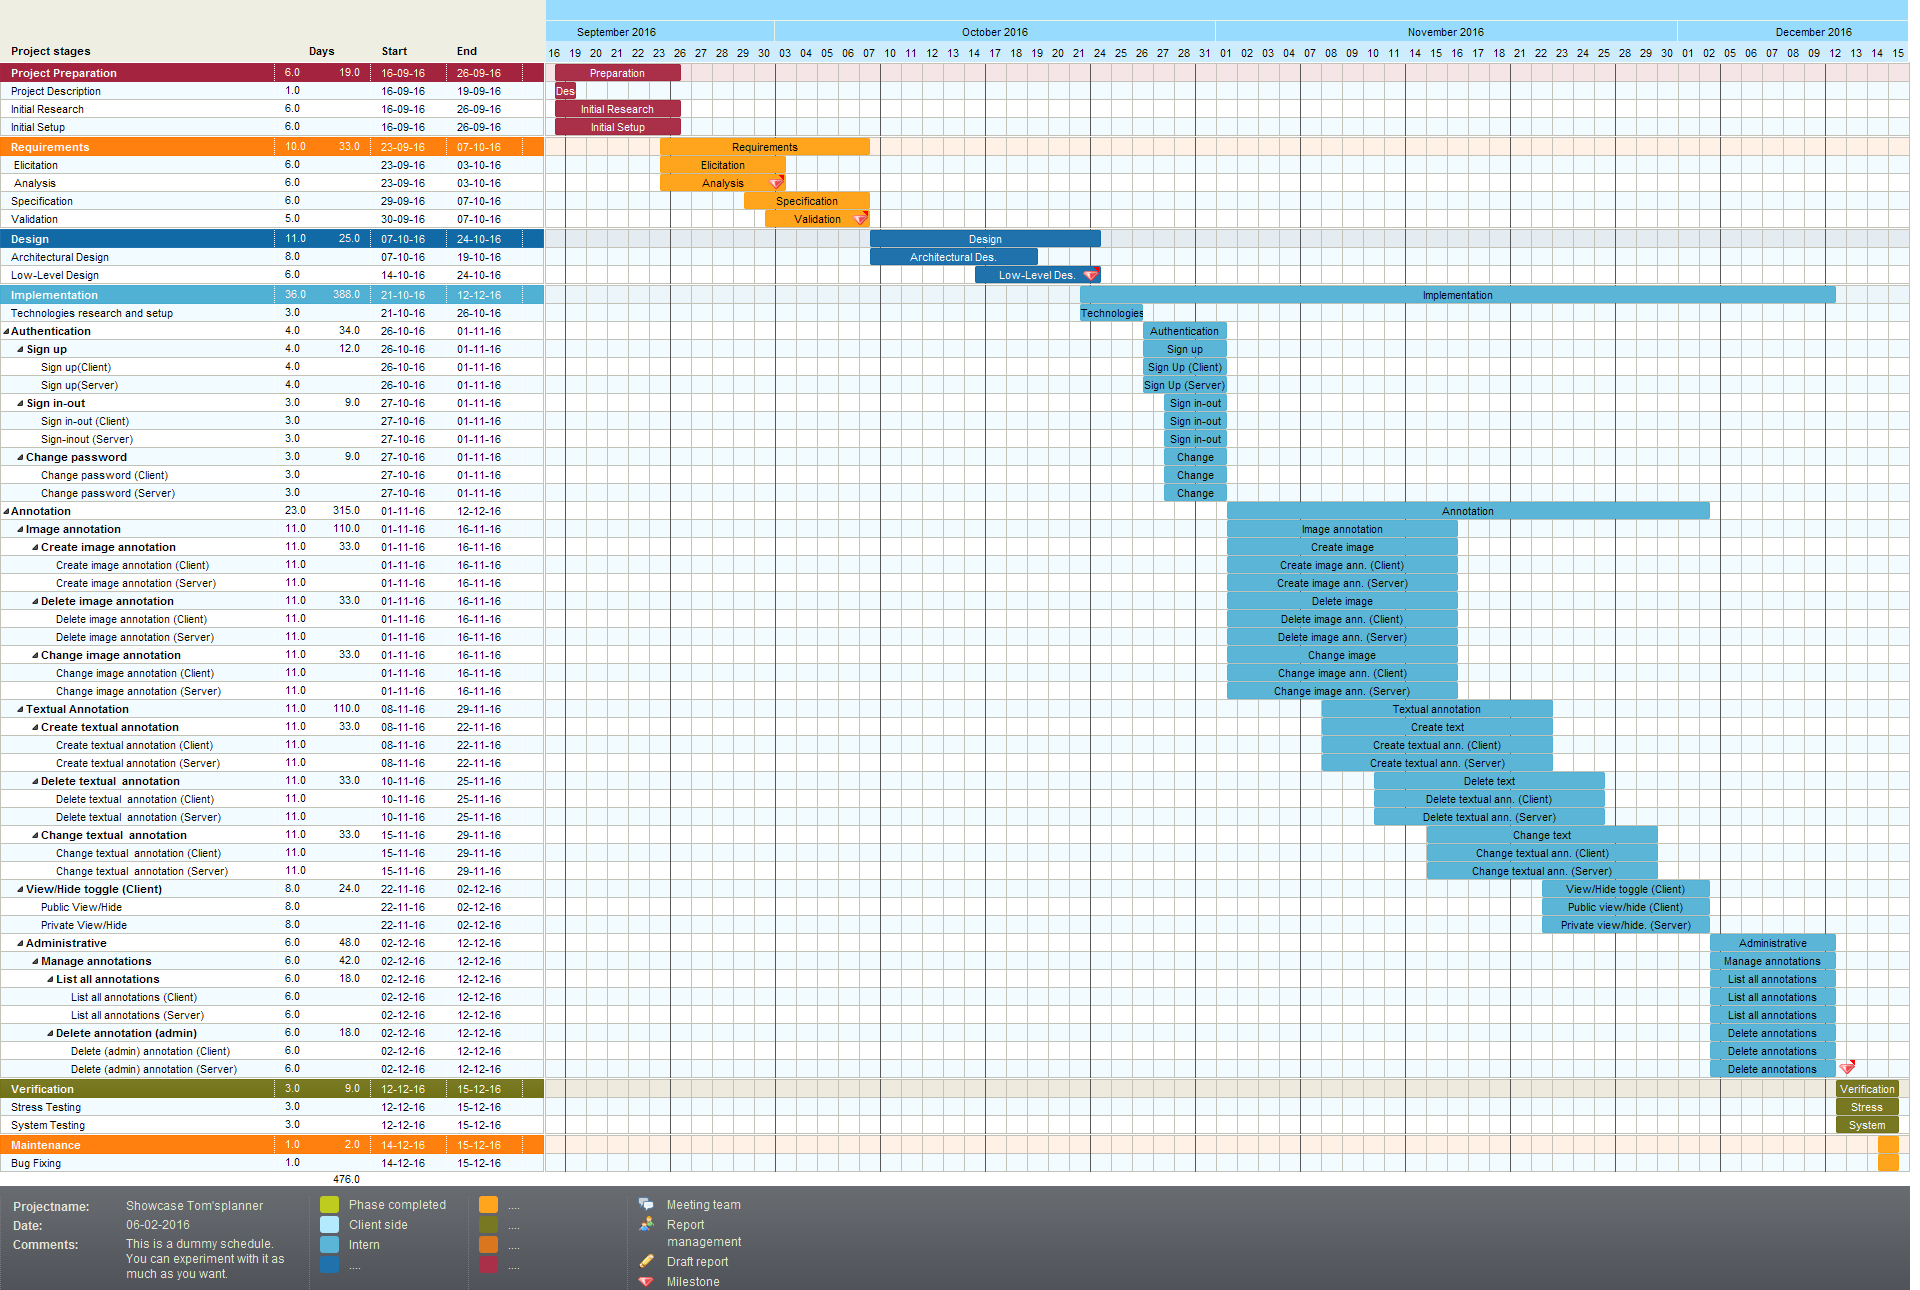 September 2016 October 2016 November 2016 December 2016
Project stages Days Start End 16 19 20 21 22 23 26 27 28 29 30 03 04 05 06 07 10 11 12 13 14 17 18 19 20 21 24 25 26 27 28 31 01 02 03 04 07 08 09 10 11 14 15 16 17 18 21 22 23 24 25 28 29 30 01 02 05 06 07 08 09 12 13 14 15
Project Preparation 6.0 19.0 16-09-16 26-09-16 Preparation
Project Description 1.0 16-09-16 19-09-16 Des
Initial Research 6.0 16-09-16 26-09-16 Initial Research
Initial Setup 6.0 16-09-16 26-09-16 Initial Setup
Requirements 10.0 33.0 23-09-16 07-10-16 Requirements
Elicitation 6.0 23-09-16 03-10-16 Elicitation
Analysis 6.0 23-09-16 03-10-16 Analysis
Specification 6.0 29-09-16 07-10-16 Specification
Validation 5.0 30-09-16 07-10-16 Validation
Design 11.0 25.0 07-10-16 24-10-16 Design
Architectural Design 8.0 07-10-16 19-10-16 Architectural Des.
Low-Level Design 6.0 14-10-16 24-10-16 Low-Level Des.
Implementation 36.0 388.0 21-10-16 12-12-16 Implementation
Technologies research and setup 3.0 21-10-16 26-10-16 Technologies
Authentication 4.0 34.0 26-10-16 01-11-16 Authentication
Sign up 4.0 12.0 26-10-16 01-11-16 Sign up
Sign up(Client) 4.0 26-10-16 01-11-16 Sign Up (Client)
Sign up(Server) 4.0 26-10-16 01-11-16 Sign Up (Server)
Sign in-out 3.0 9.0 27-10-16 01-11-16 Sign in-out
Sign in-out (Client) 3.0 27-10-16 01-11-16 Sign in-out
Sign-inout (Server) 3.0 27-10-16 01-11-16 Sign in-out
Change password 3.0 9.0 27-10-16 01-11-16 Change
Change password (Client) 3.0 27-10-16 01-11-16 Change
Change password (Server) 3.0 27-10-16 01-11-16 Change
Annotation 23.0 315.0 01-11-16 12-12-16 Annotation
Image annotation 11.0 110.0 01-11-16 16-11-16 Image annotation
Create image annotation 11.0 33.0 01-11-16 16-11-16 Create image
Create image annotation (Client) 11.0 01-11-16 16-11-16 Create image ann. (Client)
Create image annotation (Server) 11.0 01-11-16 16-11-16 Create image ann. (Server)
Delete image annotation 11.0 33.0 01-11-16 16-11-16 Delete image
Delete image annotation (Client) 11.0 01-11-16 16-11-16 Delete image ann. (Client)
Delete image annotation (Server) 11.0 01-11-16 16-11-16 Delete image ann. (Server)
Change image annotation 11.0 33.0 01-11-16 16-11-16 Change image
Change image annotation (Client) 11.0 01-11-16 16-11-16 Change image ann. (Client)
Change image annotation (Server) 11.0 01-11-16 16-11-16 Change image ann. (Server)
Textual Annotation 11.0 110.0 08-11-16 29-11-16 Textual annotation
Create textual annotation 11.0 33.0 08-11-16 22-11-16 Create text
Create textual annotation (Client) 11.0 08-11-16 22-11-16 Create textual ann. (Client)
Create textual annotation (Server) 11.0 08-11-16 22-11-16 Create textual ann. (Server)
Delete textual annotation 11.0 33.0 10-11-16 25-11-16 Delete text
Delete textual annotation (Client) 11.0 10-11-16 25-11-16 Delete textual ann. (Client)
Delete textual annotation (Server) 11.0 10-11-16 25-11-16 Delete textual ann. (Server)
Change textual annotation 11.0 33.0 15-11-16 29-11-16 Change text
Change textual annotation (Client) 11.0 15-11-16 29-11-16 Change textual ann. (Client)
Change textual annotation (Server) 11.0 15-11-16 29-11-16 Change textual ann. (Server)
View/Hide toggle (Client) 8.0 24.0 22-11-16 02-12-16 View/Hide toggle (Client)
Public View/Hide 8.0 22-11-16 02-12-16 Public view/hide (Client)
Private View/Hide 8.0 22-11-16 02-12-16 Private view/hide. (Server)
Administrative 6.0 48.0 02-12-16 12-12-16 Administrative
Manage annotations 6.0 42.0 02-12-16 12-12-16 Manage annotations
List all annotations 6.0 18.0 02-12-16 12-12-16 List all annotations
List all annotations (Client) 6.0 02-12-16 12-12-16 List all annotations
List all annotations (Server) 6.0 02-12-16 12-12-16 List all annotations
Delete annotation (admin) 6.0 18.0 02-12-16 12-12-16 Delete annotations
Delete (admin) annotation (Client) 6.0 02-12-16 12-12-16 Delete annotations
Delete (admin) annotation (Server) 6.0 02-12-16 12-12-16 Delete annotations
Verification 3.0 9.0 12-12-16 15-12-16 Verification
Stress Testing 3.0 12-12-16 15-12-16 Stress
System Testing 3.0 12-12-16 15-12-16 System
Maintenance 1.0 2.0 14-12-16 15-12-16
Bug Fixing 1.0 14-12-16 15-12-16
476.0
Projectname: Showcase Tom'splanner
Date: 06-02-2016
Comments: This is a dummy schedule.
You can experiment with it as
much as you want.
Phase completed
Client side
Intern
....
....
....
....
....
Meeting team
Report
management
Draft report
Milestone